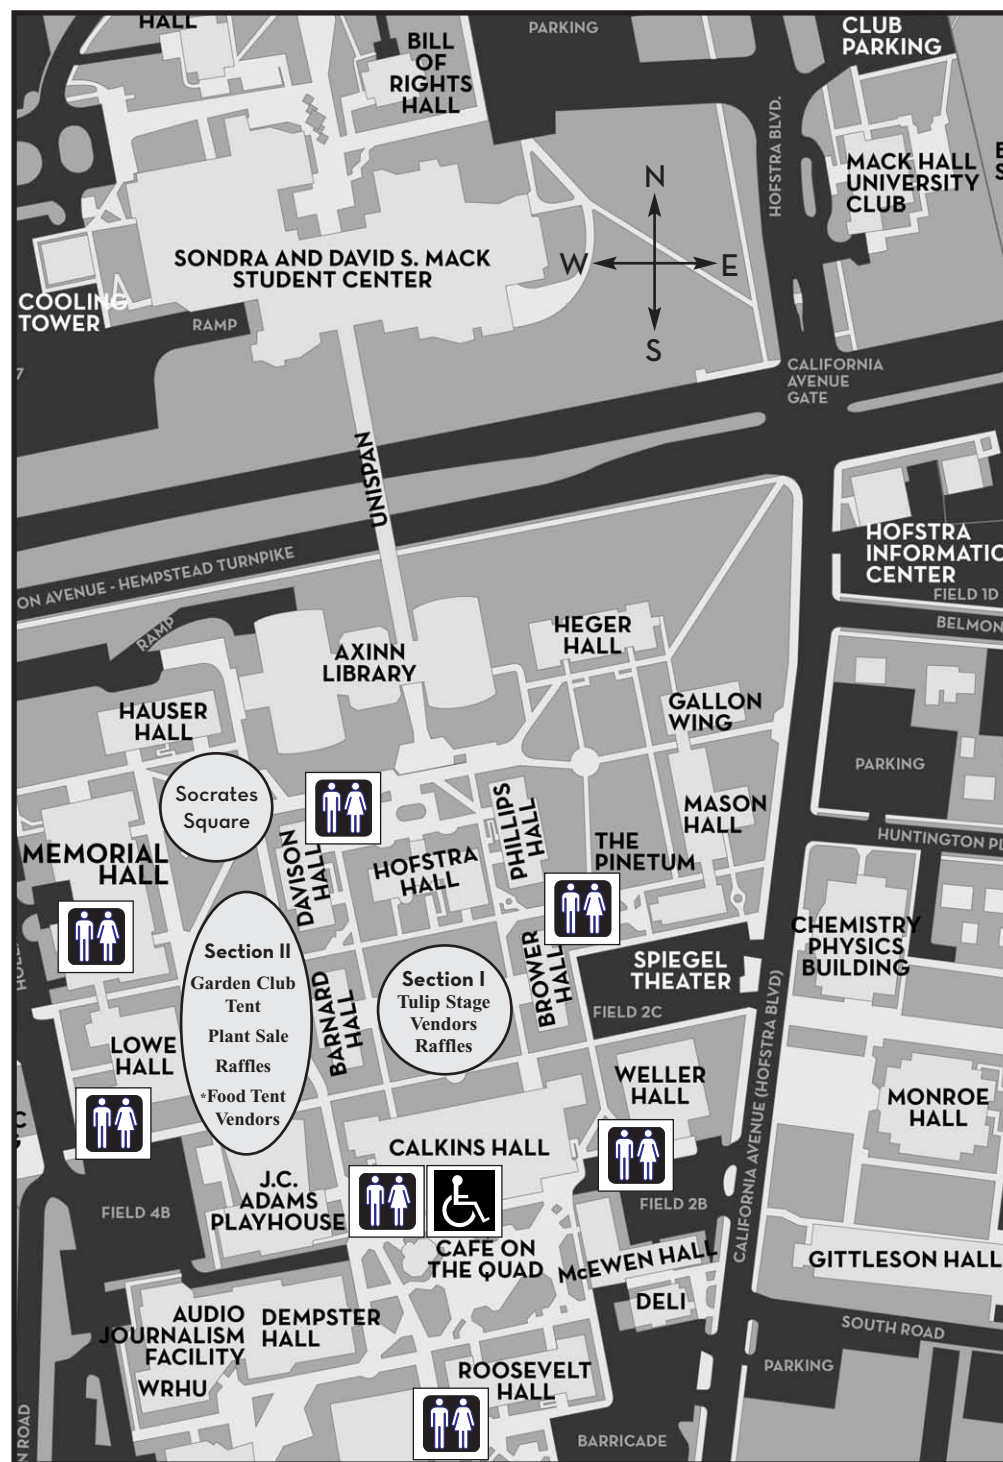 HALL
PARKING
CLUB
PARKING
BILL
OF
RIGHTS
HALL
HOFSTRA BLVD.
MACK HALL
UNIVERSITY
CLUB
N
W
E
S
SONDRA AND DAVID S. MACK
STUDENT CENTER
COOLING
TOWER
RAMP
7
CALIFORNIA
AVENUE
GATE
UNISPAN
ON AVENUE - HEMPSTEAD TURNPIKE
HOFSTRA
INFORMATIO
CENTER
FIELD 1D
BELMON
RAMP
AXINN
LIBRARY
HEGER
HALL
HAUSER
HALL
GALLON
WING
PARKING
Socrates
Square
MASON
HALL
PHILLIPS
HALL
THE
PINETUM
HUNTINGTON PL
MEMORIAL
HALL
DAVISON
HALL
HOFSTRA
HALL
CHEMISTRY
PHYSICS
BUILDING
Section II
Garden Club
Tent
Plant Sale
Raffles
*Food Tent
Vendors
BARNARD
HALL
Section I
Tulip Stage
Vendors
Raffles
BROWER
HALL
SPIEGEL
THEATER
FIELD 2C
LOWE
HALL
WELLER
HALL
MONROE
HALL
CALIFORNIA AVENUE (HOFSTRA BLVD)
CALKINS HALL
J.C.
ADAMS
PLAYHOUSE
FIELD 4B
FIELD 2B
CAFÉ ON
THE QUAD
McEWEN HALL
GITTLESON HALL
DELI
AUDIO
JOURNALISM
FACILITY
WRHU
DEMPSTER
HALL
SOUTH ROAD
ROOSEVELT
HALL
PARKING
BARRICADE
N ROAD